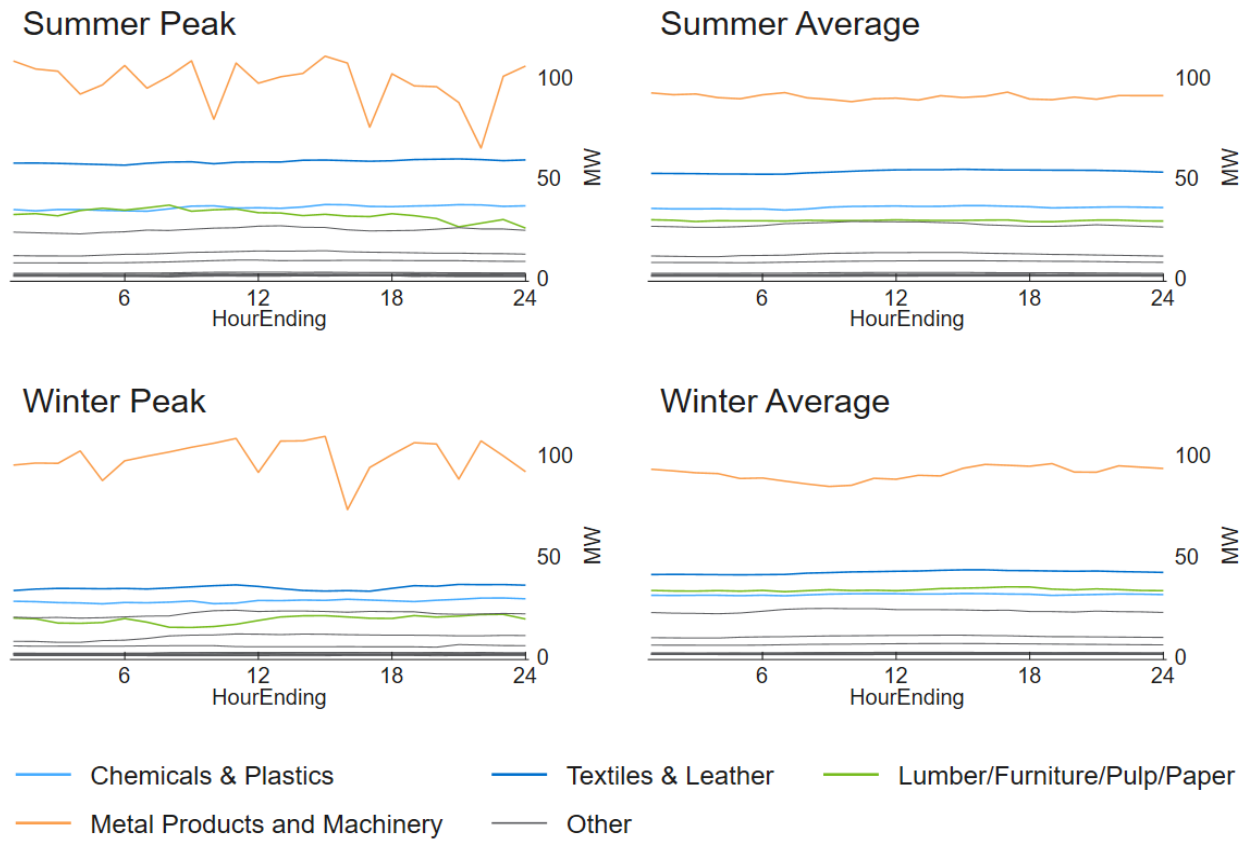 Summer Peak
Summer Average
100
50
0
MW
6
12
18
24
HourEnding
100
50
0
MW
6
12
18
24
HourEnding
Winter Peak
Winter Average
100
50
0
MW
6
12
18
24
HourEnding
100
50
0
MW
6
12
18
24
HourEnding
Chemicals & Plastics
Textiles & Leather
Lumber/Furniture/Pulp/Paper
Metal Products and Machinery
Other